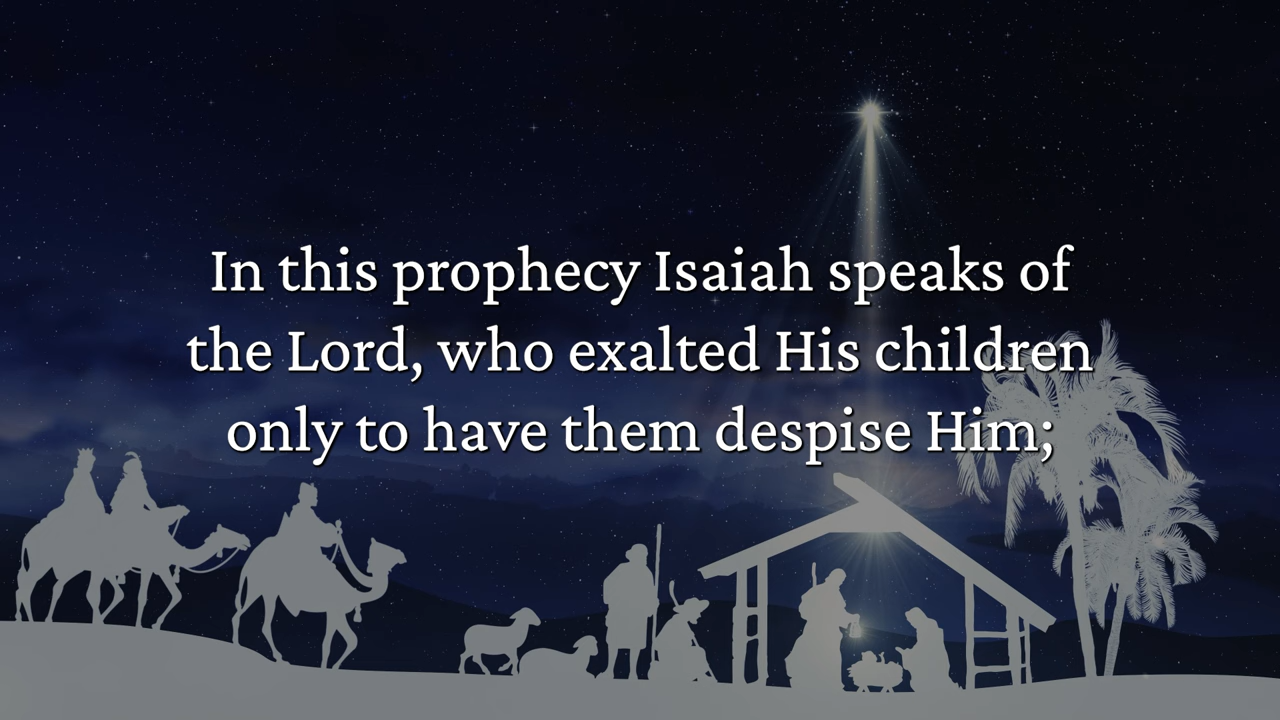 In this prophecy Isaiah speaks of
the Lord, who exalted His children
only to have them despise Him;